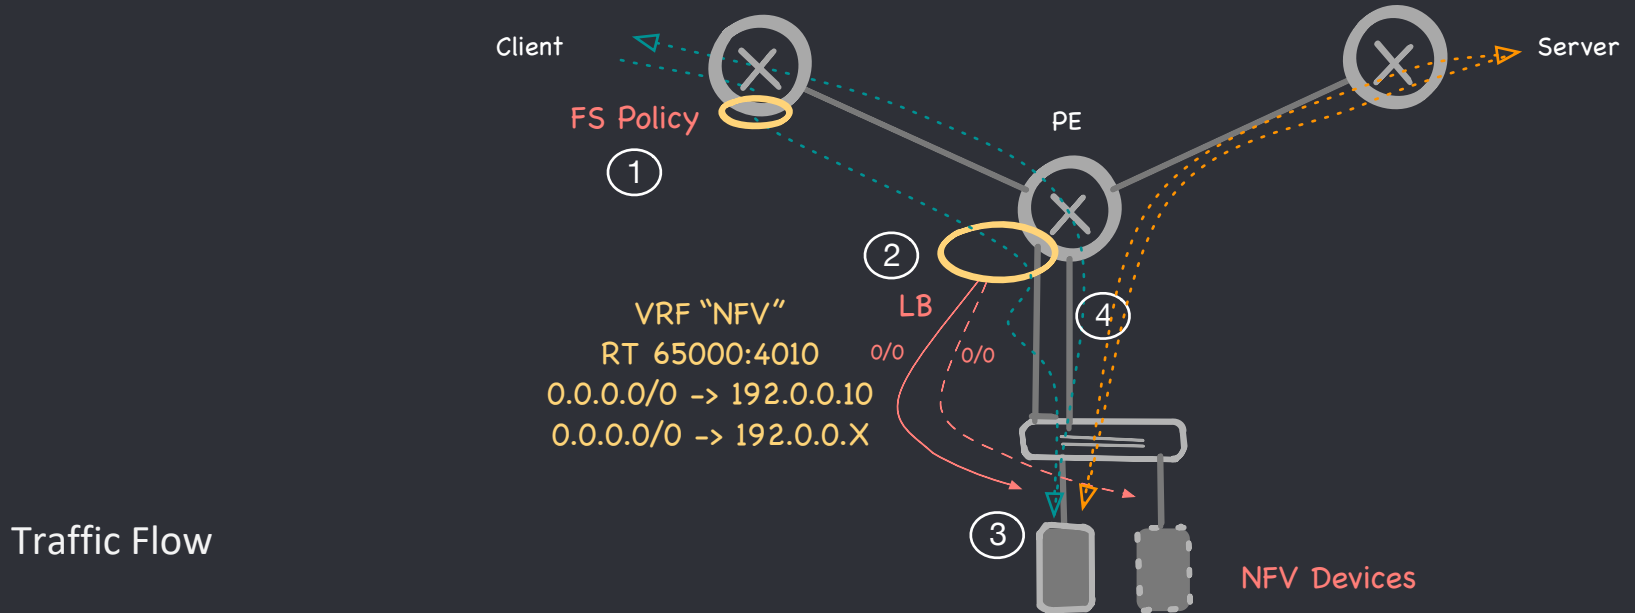 Client
Server
FS Policy
1
PE
2
LB
VRF “NFV”
RT 65000:4010
0.0.0.0/0 -> 192.0.0.10
0.0.0.0/0 -> 192.0.0.X
0/0
0/0
4
3
Traffic Flow
NFV Devices